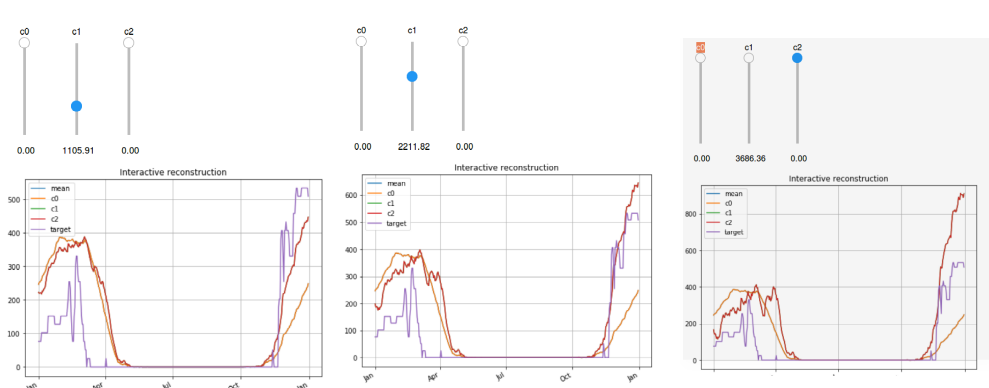 c0 c1 c2
0.00 1105.91 0.00
Interactive reconstruction
mean
c0
c1
c2
target
500
400
300
200
100
0
Jan Apr Jul Oct Jan
c0 c1 c2
0.00 2211.82 0.00
Interactive reconstruction
mean
c0
c1
c2
target
600
500
400
300
200
100
0
Jan Apr Jul Oct Jan
c0 c1 c2
0.00 3686.36 0.00
Interactive reconstruction
mean
c0
c1
c2
target
800
600
400
200
0